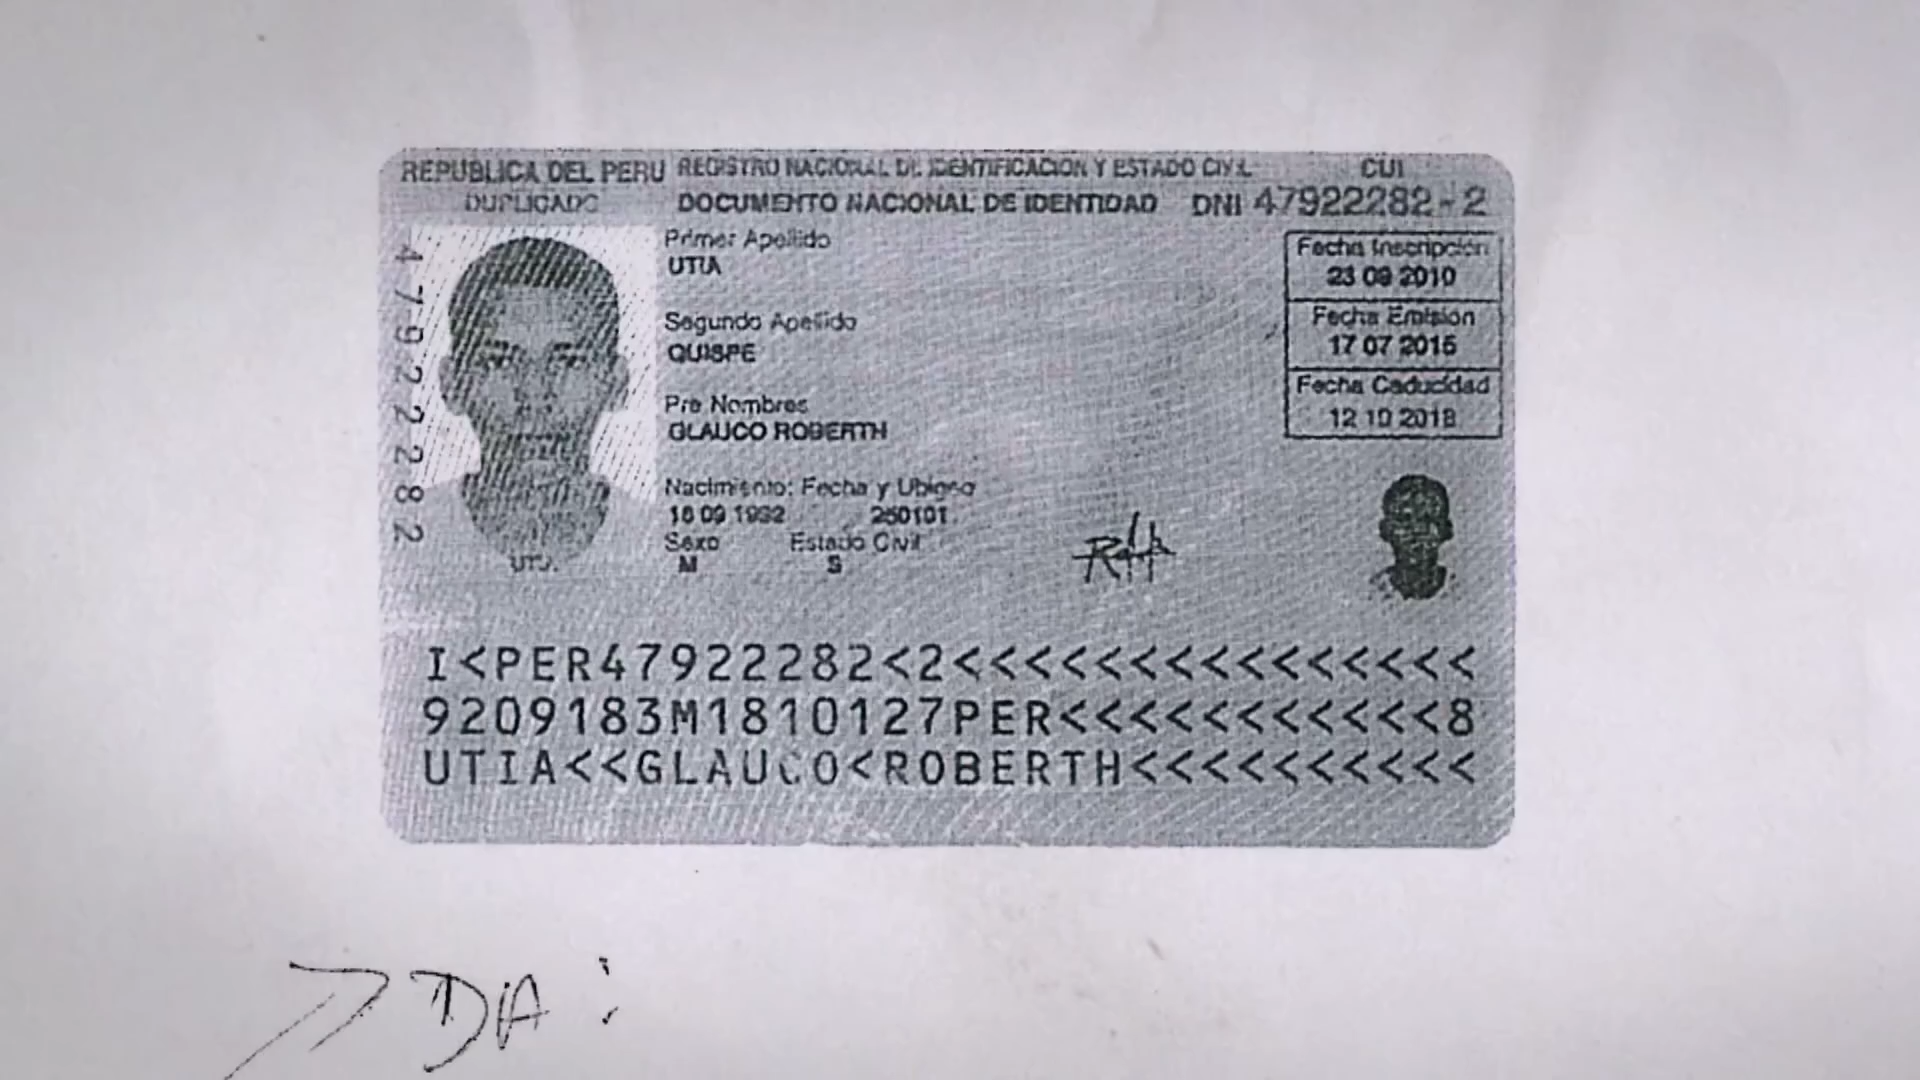 REPUBLICA DEL PERU REGISTRO NACIONAL DE IDENTIFICACION Y ESTADO CIVIL CUI
DUPLICADO DOCUMENTO NACIONAL DE IDENTIDAD DNI 47922282-2
47922282
Primer Apellido
UTIA
Segundo Apellido
QUISPE
Pre Nombres
GLAUCO ROBERTH
Nacimiento: Fecha y Ubigeo
18 09 1992 250101
Sexo Estado Civil
M S
Fecha Inscripción
23 09 2010
Fecha Emisión
17 07 2015
Fecha Caducidad
12 10 2018
I<PER47922282<2<<<<<<<<<<<<<<<
9209183M1810127PER<<<<<<<<<<<8
UTIA<<GLAUCO<ROBERTH<<<<<<<<<<